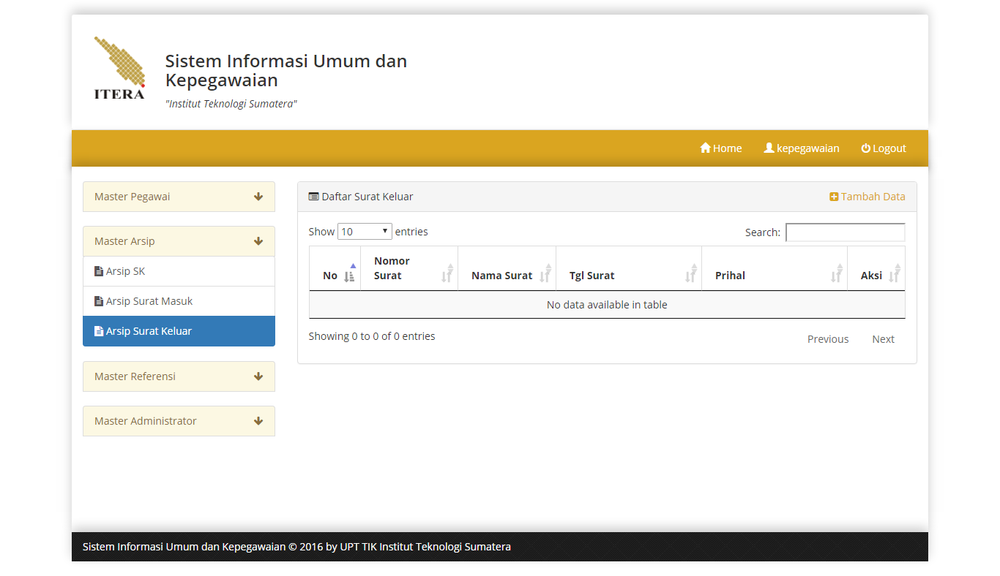 ITERA
Sistem Informasi Umum dan
Kepegawaian
"Institut Teknologi Sumatera"
Home kepegawaian Logout
Master Pegawai
Master Arsip
Arsip SK
Arsip Surat Masuk
Arsip Surat Keluar
Master Referensi
Master Administrator
Daftar Surat Keluar Tambah Data
Show 10 entries Search:
No Nomor Surat Nama Surat Tgl Surat Prihal Aksi
No data available in table
Showing 0 to 0 of 0 entries Previous Next
Sistem Informasi Umum dan Kepegawaian © 2016 by UPT TIK Institut Teknologi Sumatera